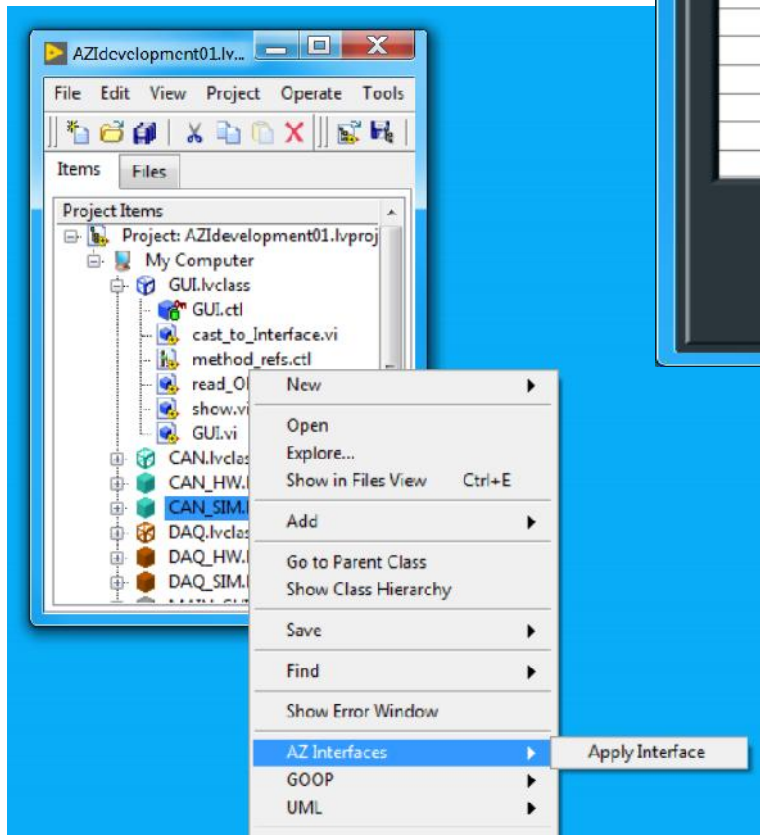 AZIdevelopment01.lv...
File Edit View Project Operate Tools
Items Files
Project Items
Project: AZIdevelopment01.lvproj
My Computer
GUI.lvclass
GUI.ctl
cast_to_Interface.vi
method_refs.ctl
read_O
show.vi
GUI.vi
CAN.lvclas
CAN_HW.
CAN_SIM.
DAQ.lvclas
DAQ_HW.
DAQ_SIM.
New
Open
Explore...
Show in Files View Ctrl+E
Add
Go to Parent Class
Show Class Hierarchy
Save
Find
Show Error Window
AZ Interfaces
Apply Interface
GOOP
UML